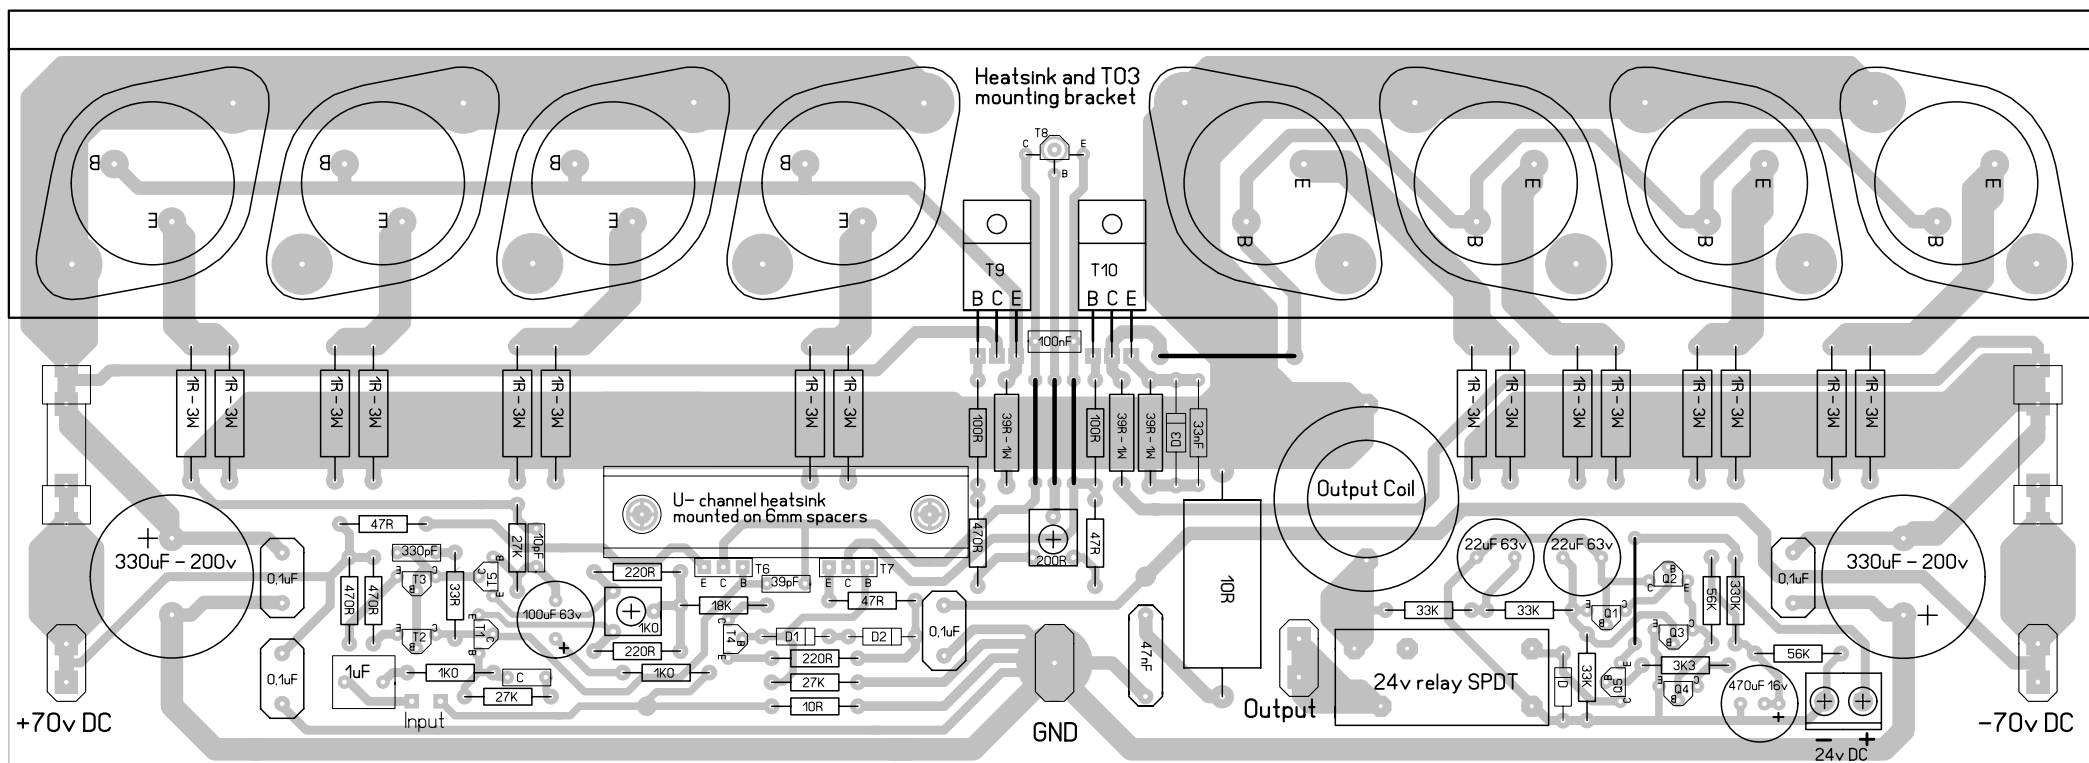 Heatsink and TO3
mounting bracket
T8
C
E
B
B
B
B
B
E
E
E
E
E
E
E
E
B
B
B
B
T9
T10
B C E
B C E
100nF
1R - 3W
1R - 3W
1R - 3W
1R - 3W
1R - 3W
1R - 3W
1R - 3W
1R - 3W
100R
39R - 1W
100R
39R - 1W
39R - 1W
D3
33nF
1R - 3W
1R - 3W
1R - 3W
1R - 3W
1R - 3W
1R - 3W
1R - 3W
1R - 3W
U- channel heatsink
mounted on 6mm spacers
Output Coil
+
330uF - 200v
0,1uF
47R
330pF
470R
470R
T3
E
C
B
33R
T5
B
C
E
27K
10pF
220R
E C B
T6
39pF
E C B
T7
470R
200R
47R
10R
22uF 63v
22uF 63v
33K
33K
Q1
E
C
B
Q2
B
C
E
56K
330K
0,1uF
330uF - 200v
+
T2
E
C
B
T1
E
C
B
100uF 63v
+
1K0
18K
47R
T4
C
B
E
D1
D2
0,1uF
220R
220R
1K0
27K
10R
0,1uF
1uF
1K0
C
27K
Input
47nF
24v relay SPDT
D
33K
Q5
E
B
C
Q3
E
C
B
3K3
Q4
E
C
B
56K
470uF 16v
+
+70v DC
GND
Output
-70v DC
- +
24v DC